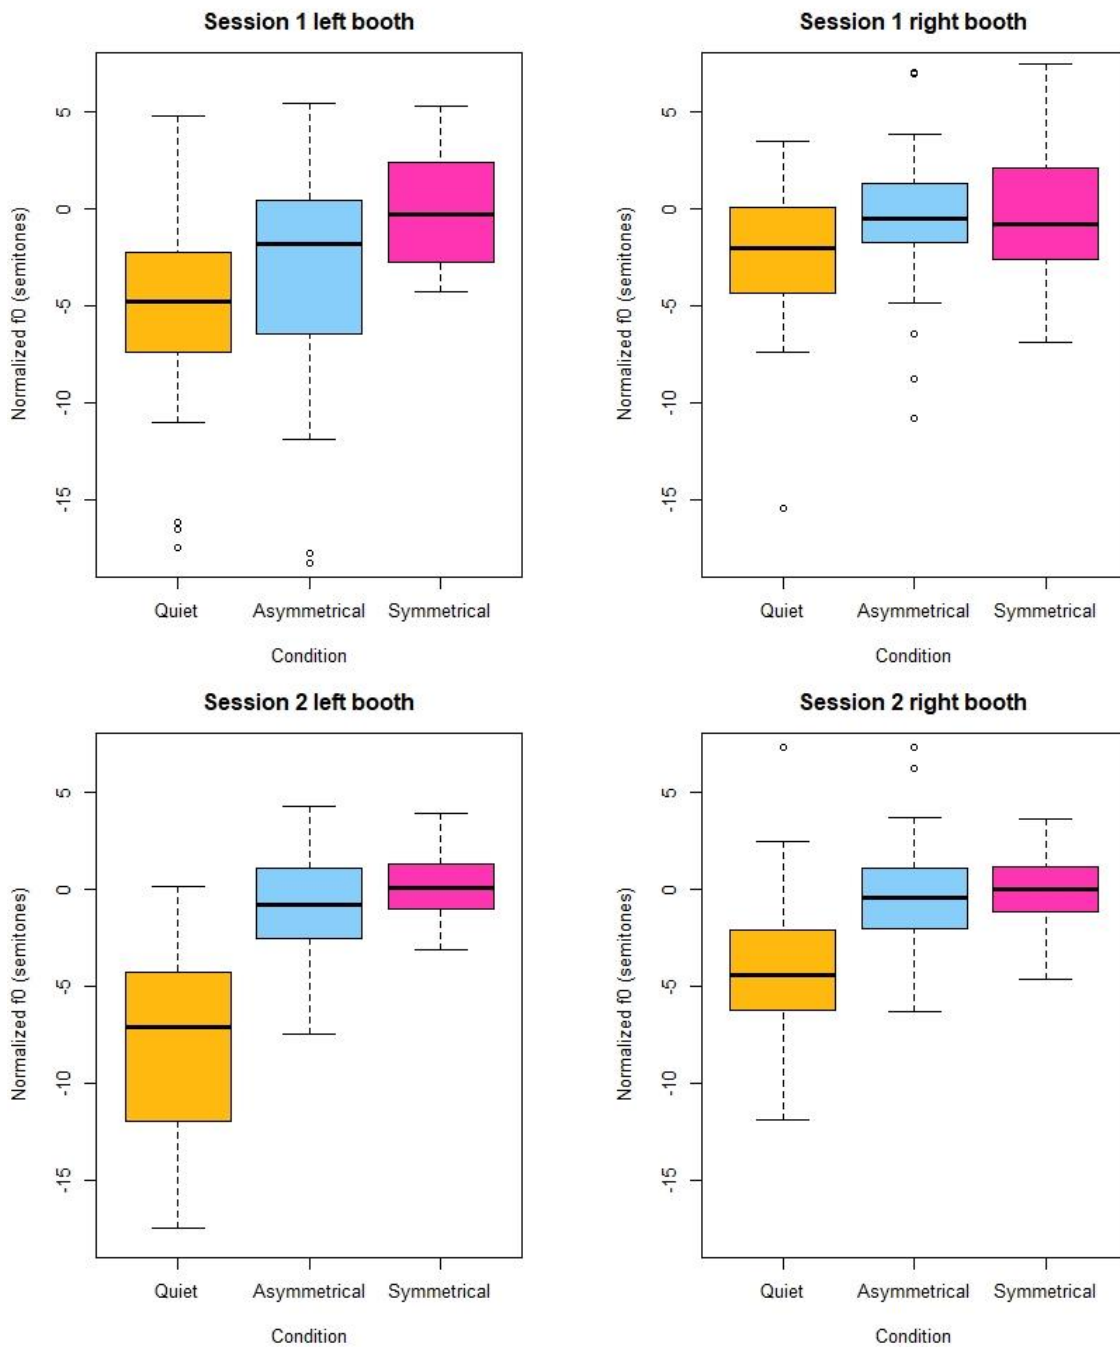 Session 1 left booth
Normalized f0 (semitones)
5
0
-5
-10
-15
Quiet Asymmetrical Symmetrical
Condition
Session 1 right booth
Normalized f0 (semitones)
5
0
-5
-10
-15
Quiet Asymmetrical Symmetrical
Condition
Session 2 left booth
Normalized f0 (semitones)
5
0
-5
-10
-15
Quiet Asymmetrical Symmetrical
Condition
Session 2 right booth
Normalized f0 (semitones)
5
0
-5
-10
-15
Quiet Asymmetrical Symmetrical
Condition